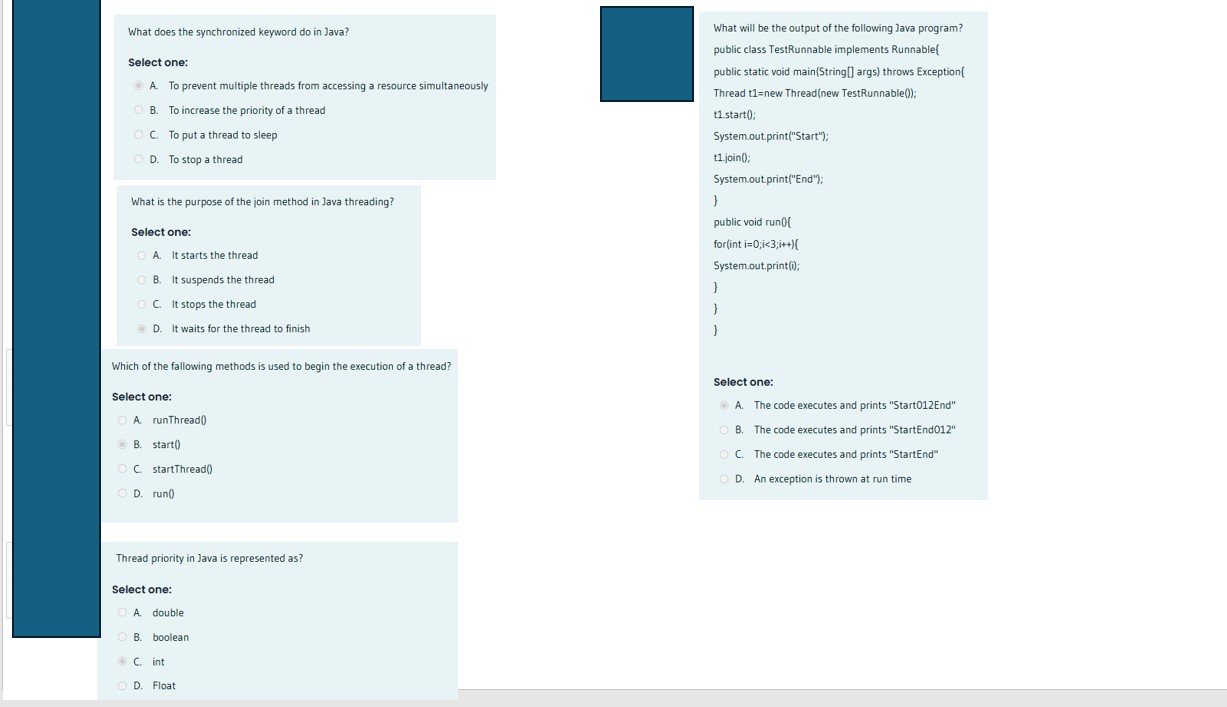 What does the synchronized keyword do in Java?
Select one:
A. To prevent multiple threads from accessing a resource simultaneously
B. To increase the priority of a thread
C. To put a thread to sleep
D. To stop a thread
What is the purpose of the join method in Java threading?
Select one:
A. It starts the thread
B. It suspends the thread
C. It stops the thread
D. It waits for the thread to finish
Which of the fallowing methods is used to begin the execution of a thread?
Select one:
A. runThread()
B. start()
C. startThread()
D. run()
Thread priority in Java is represented as?
Select one:
A. double
B. boolean
C. int
D. Float
What will be the output of the following Java program?
public class TestRunnable implements Runnable{
public static void main(String[] args) throws Exception{
Thread t1=new Thread(new TestRunnable());
t1.start();
System.out.print("Start");
t1.join();
System.out.print("End");
}
public void run(){
for(int i=0;i<3;i++){
System.out.print(i);
}
}
}
Select one:
A. The code executes and prints "Start012End"
B. The code executes and prints "StartEnd012"
C. The code executes and prints "StartEnd"
D. An exception is thrown at run time